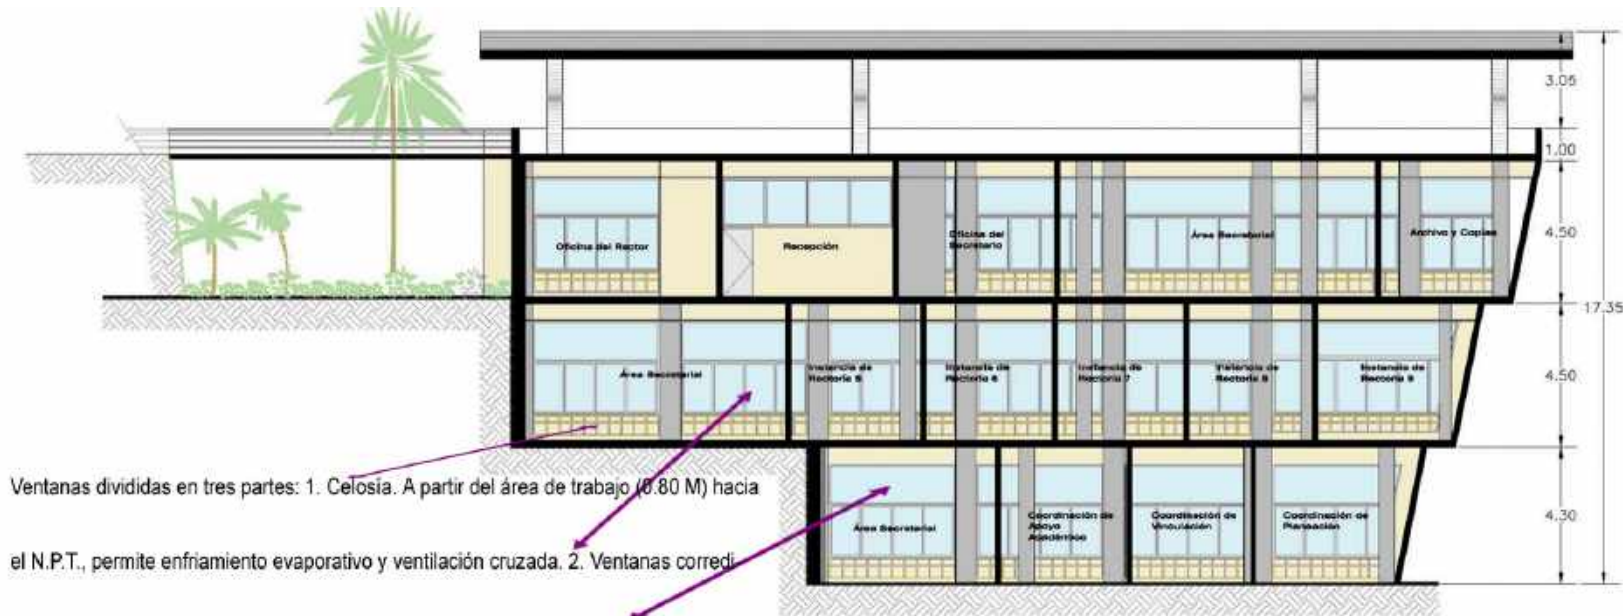 3.05
1.00
Oficina del Rector
Recepción
Oficina del
Secretario
Área Secretarial
Archivo y Copias
4.50
17.35
Área Secretarial
Instancia de
Rectoría 5
Instancia de
Rectoría 6
Instancia de
Rectoría 7
Instancia de
Rectoría 8
Instancia de
Rectoría 9
4.50
Ventanas divididas en tres partes: 1. Celosía. A partir del área de trabajo (0.80 M) hacia
Área Secretarial
Coordinación de
Apoyo
Académico
Coordinación de
Vinculación
Coordinación de
Planeación
4.30
el N.P.T., permite enfriamiento evaporativo y ventilación cruzada. 2. Ventanas corredi-